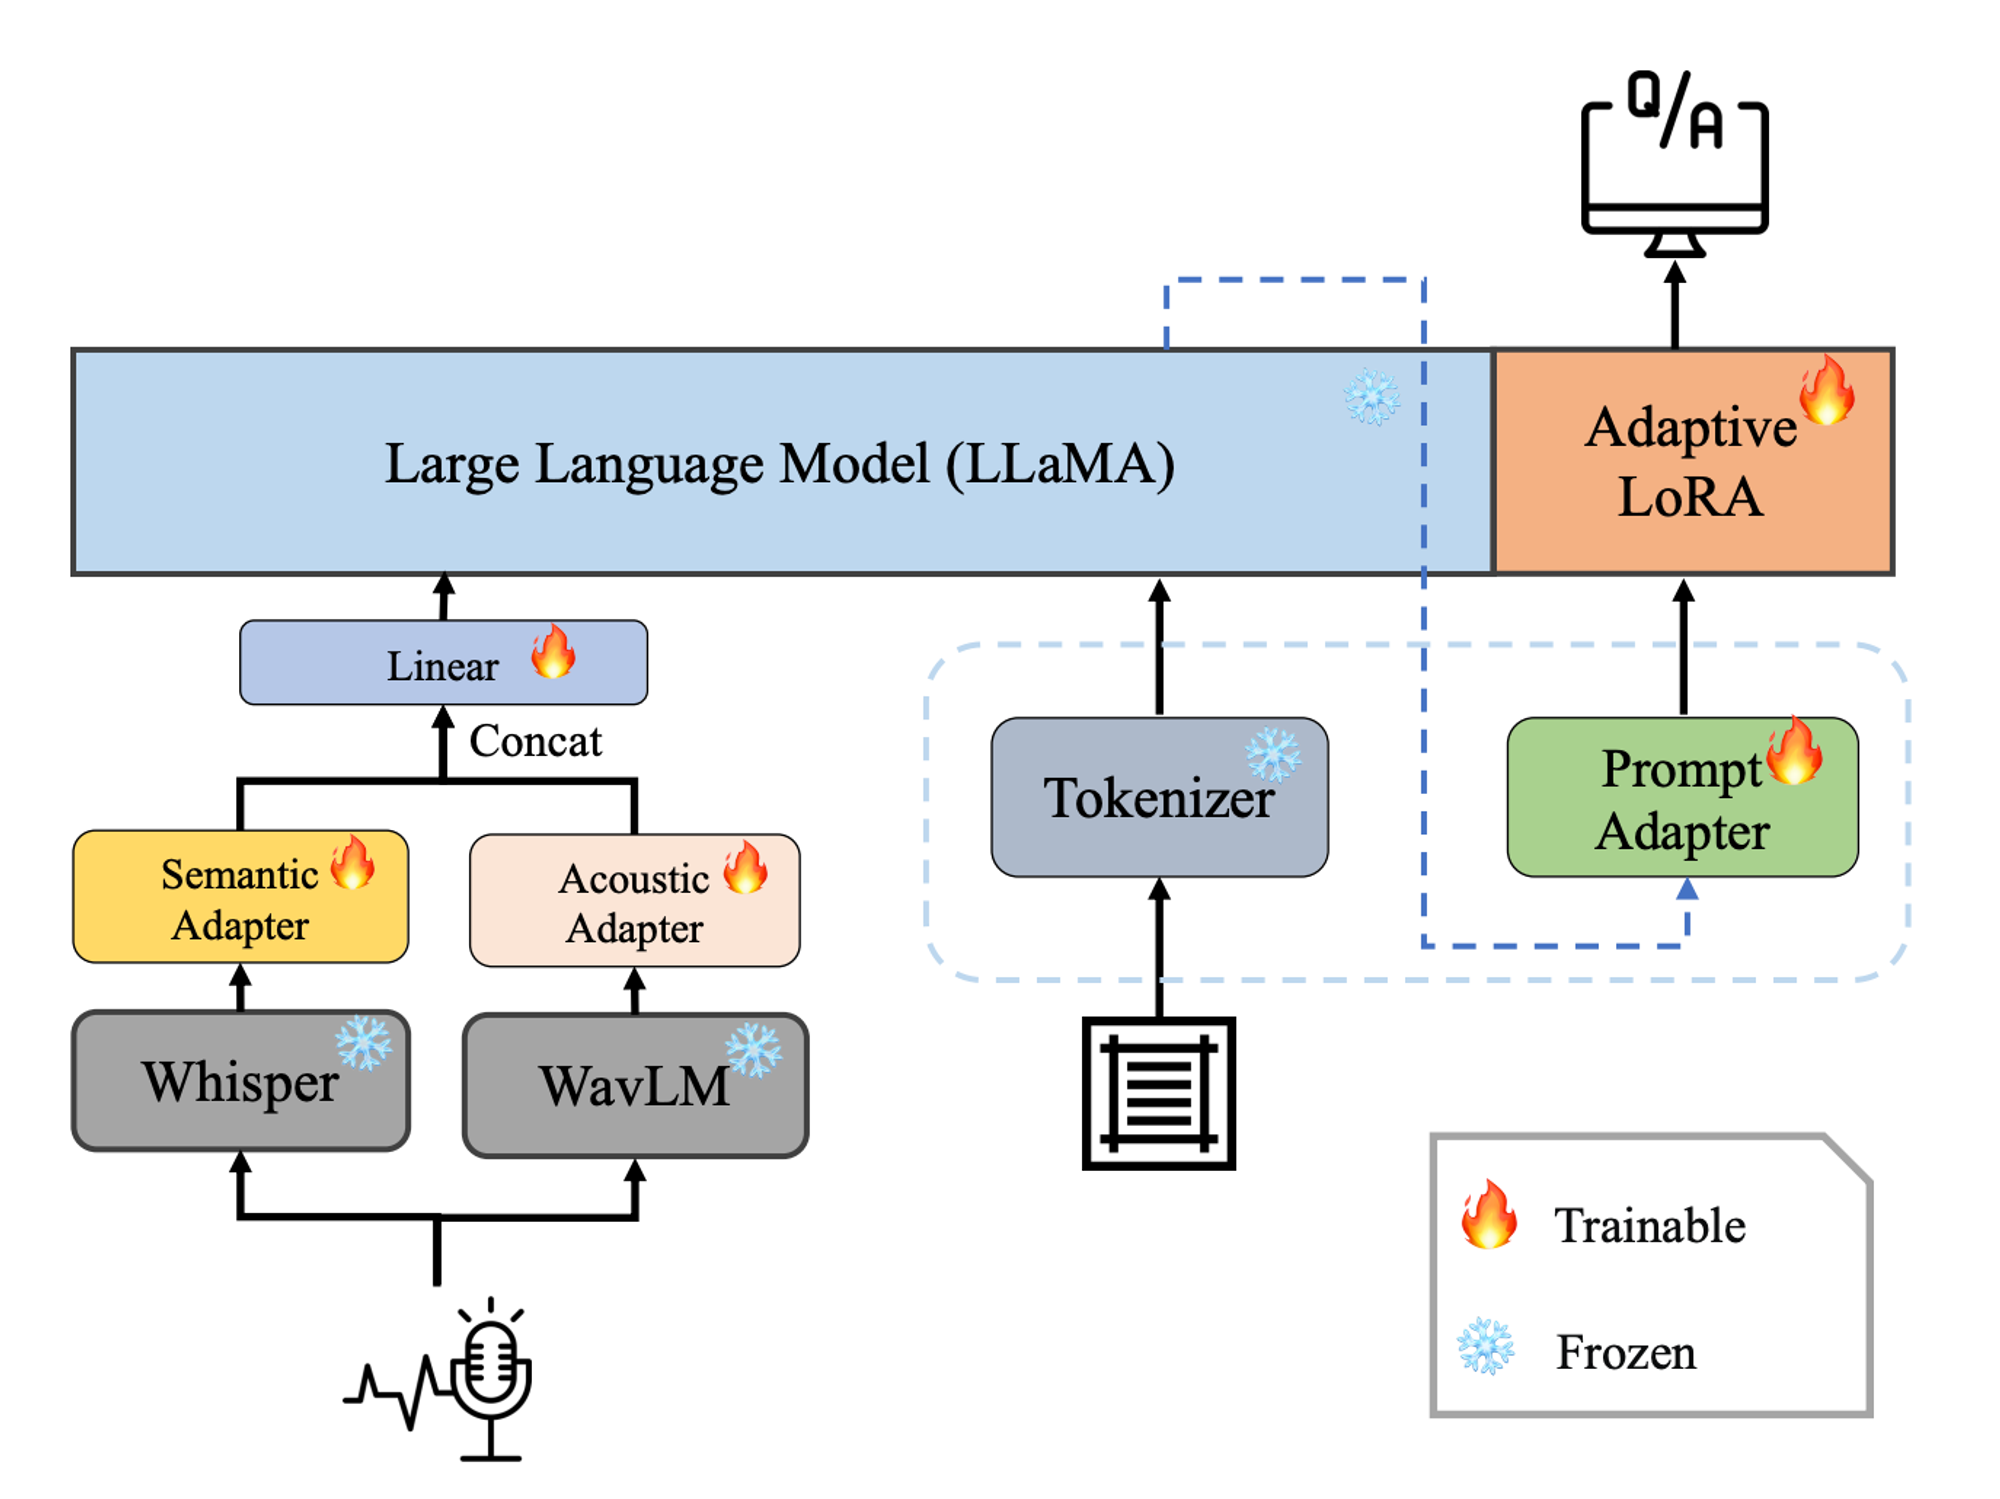 Q/A
Large Language Model (LLaMA)
Adaptive
LoRA
Linear
Concat
Semantic
Adapter
Acoustic
Adapter
Whisper
WavLM
Tokenizer
Prompt
Adapter
Trainable
Frozen